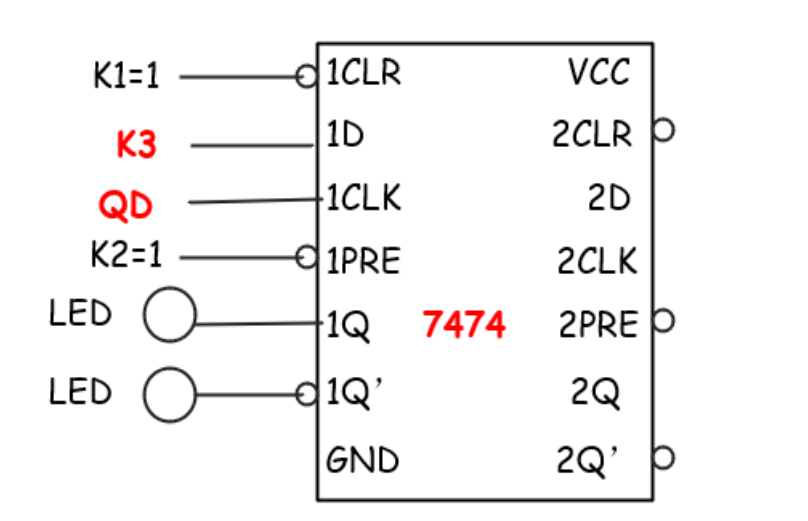 K1=1 1CLR VCC
K3 1D 2CLR
QD 1CLK 2D
K2=1 1PRE 2CLK
LED 1Q 7474 2PRE
LED 1Q’ 2Q
GND 2Q’